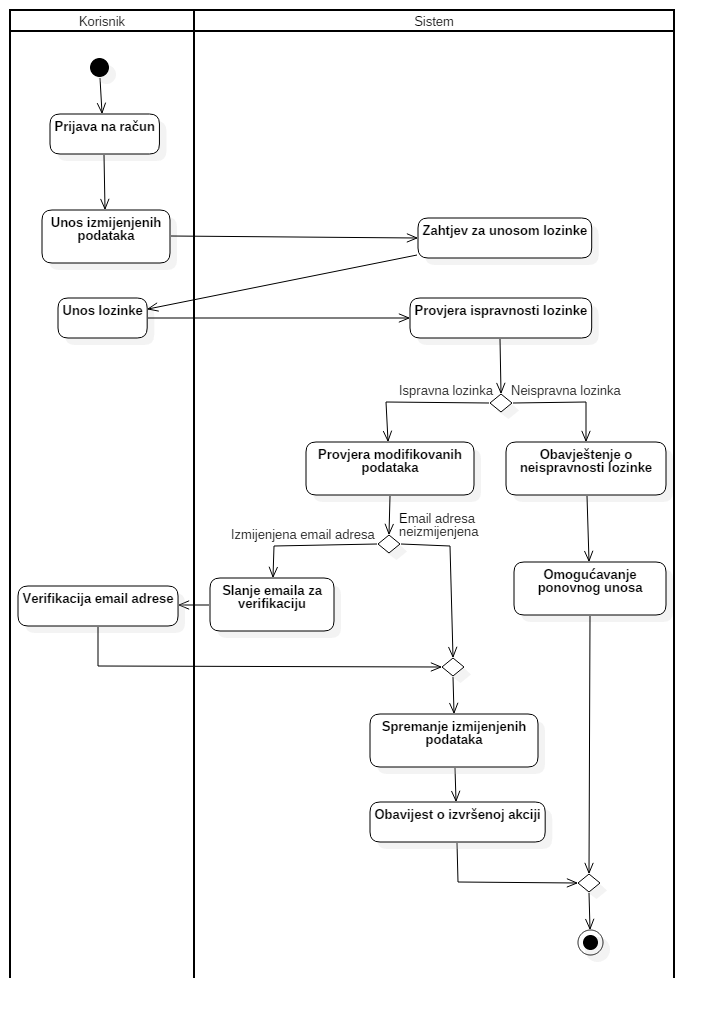 Korisnik
Sistem
Prijava na račun
Unos izmijenjenih
podataka
Zahtjev za unosom lozinke
Unos lozinke
Provjera ispravnosti lozinke
Ispravna lozinka
Neispravna lozinka
Provjera modifikovanih
podataka
Obavještenje o
neispravnosti lozinke
Izmijenjena email adresa
Email adresa
neizmijenjena
Verifikacija email adrese
Slanje emaila za
verifikaciju
Omogućavanje
ponovnog unosa
Spremanje izmijenjenih
podataka
Obavijest o izvršenoj akciji